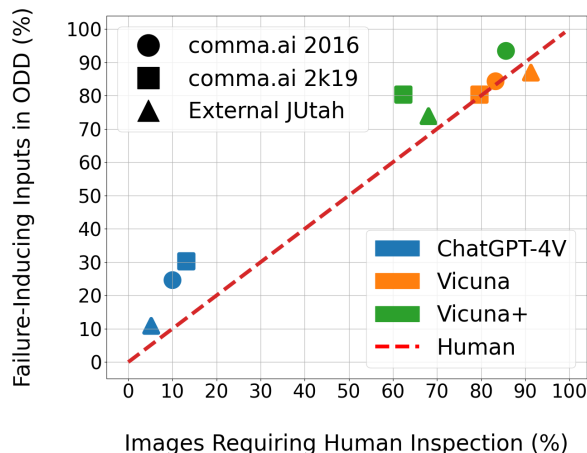 Failure-Inducing Inputs in ODD (%)
100
90
80
70
60
50
40
30
20
10
0
comma.ai 2016
comma.ai 2k19
External JUtah
ChatGPT-4V
Vicuna
Vicuna+
Human
0 10 20 30 40 50 60 70 80 90 100
Images Requiring Human Inspection (%)